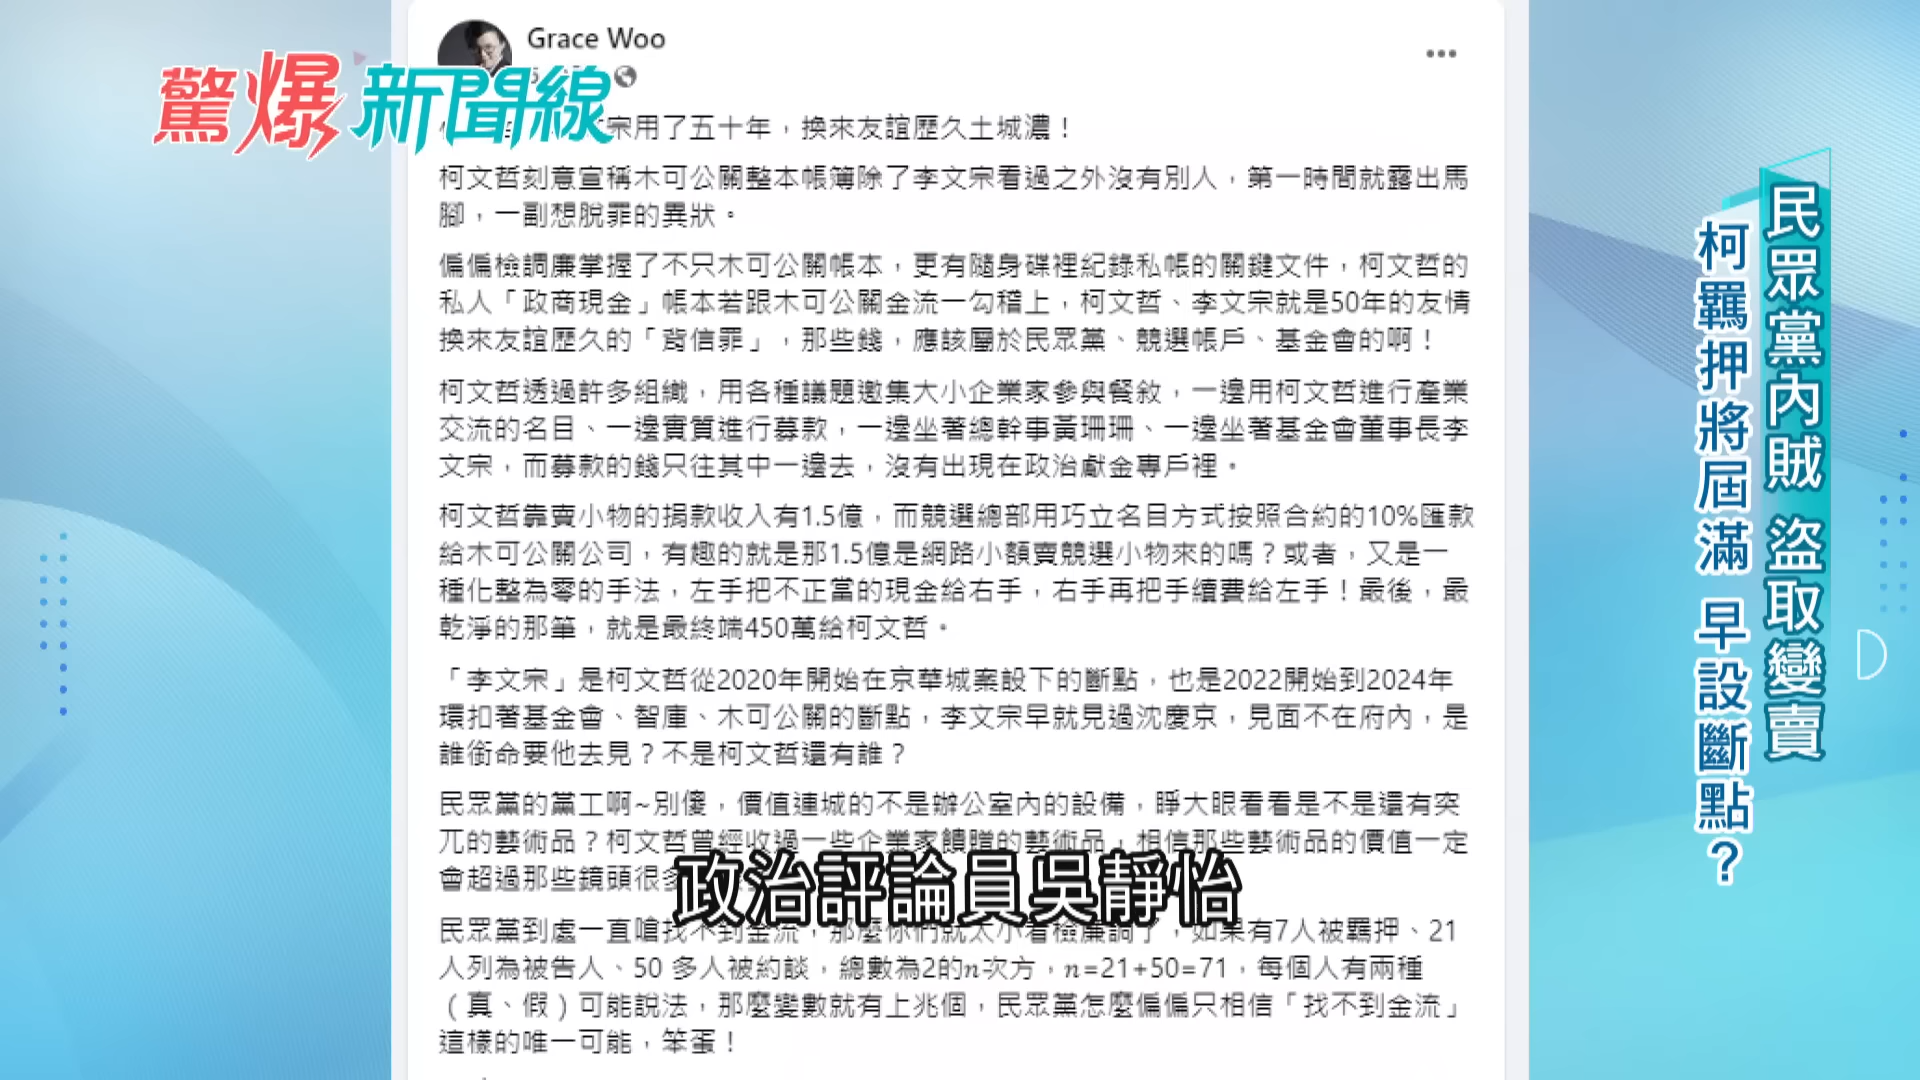 Grace Woo
驚爆新聞線
宗用了五十年，換來友誼歷久土城濃！
柯文哲刻意宣稱木可公關整本帳簿除了李文宗看過之外沒有別人，第一時間就露出馬
腳，一副想脫罪的異狀。
偏偏檢調廉掌握了不只木可公關帳本，更有隨身碟裡紀錄私帳的關鍵文件，柯文哲的
私人「政商現金」帳本若跟木可公關金流一勾稽上，柯文哲、李文宗就是50年的友情
換來友誼歷久的「背信罪」，那些錢，應該屬於民眾黨、競選帳戶、基金會的啊！
柯文哲透過許多組織，用各種議題邀集大小企業家參與餐敘，一邊用柯文哲進行產業
交流的名目、一邊實質進行募款，一邊坐著總幹事黃珊珊、一邊坐著基金會董事長李
文宗，而募款的錢只往其中一邊去，沒有出現在政治獻金專戶裡。
柯文哲靠賣小物的捐款收入有1.5億，而競選總部用巧立名目方式按照合約的10%匯款
給木可公關公司，有趣的就是那1.5億是網路小額賣競選小物來的嗎？或者，又是一
種化整為零的手法，左手把不正當的現金給右手，右手再把手續費給左手！最後，最
乾淨的那筆，就是最終端450萬給柯文哲。
「李文宗」是柯文哲從2020年開始在京華城案設下的斷點，也是2022開始到2024年
環扣著基金會、智庫、木可公關的斷點，李文宗早就見過沈慶京，見面不在府內，是
誰銜命要他去見？不是柯文哲還有誰？
民眾黨的黨工啊~別傻，價值連城的不是辦公室內的設備，睜大眼看看是不是還有突
兀的藝術品？柯文哲曾經收過一些企業家饋贈的藝術品，相信那些藝術品的價值一定
會超過那些鏡頭很多
政治評論員吳靜怡
民眾黨到處一直嗆找不到金流，那麼你們就太小看檢廉調了，如果有7人被羈押、21
人列為被告人、50 多人被約談，總數為2的n次方，n=21+50=71，每個人有兩種
（真、假）可能說法，那麼變數就有上兆個，民眾黨怎麼偏偏只相信「找不到金流」
這樣的唯一可能，笨蛋！
民眾黨內賊 盜取變賣
柯羈押將屆滿 早設斷點？